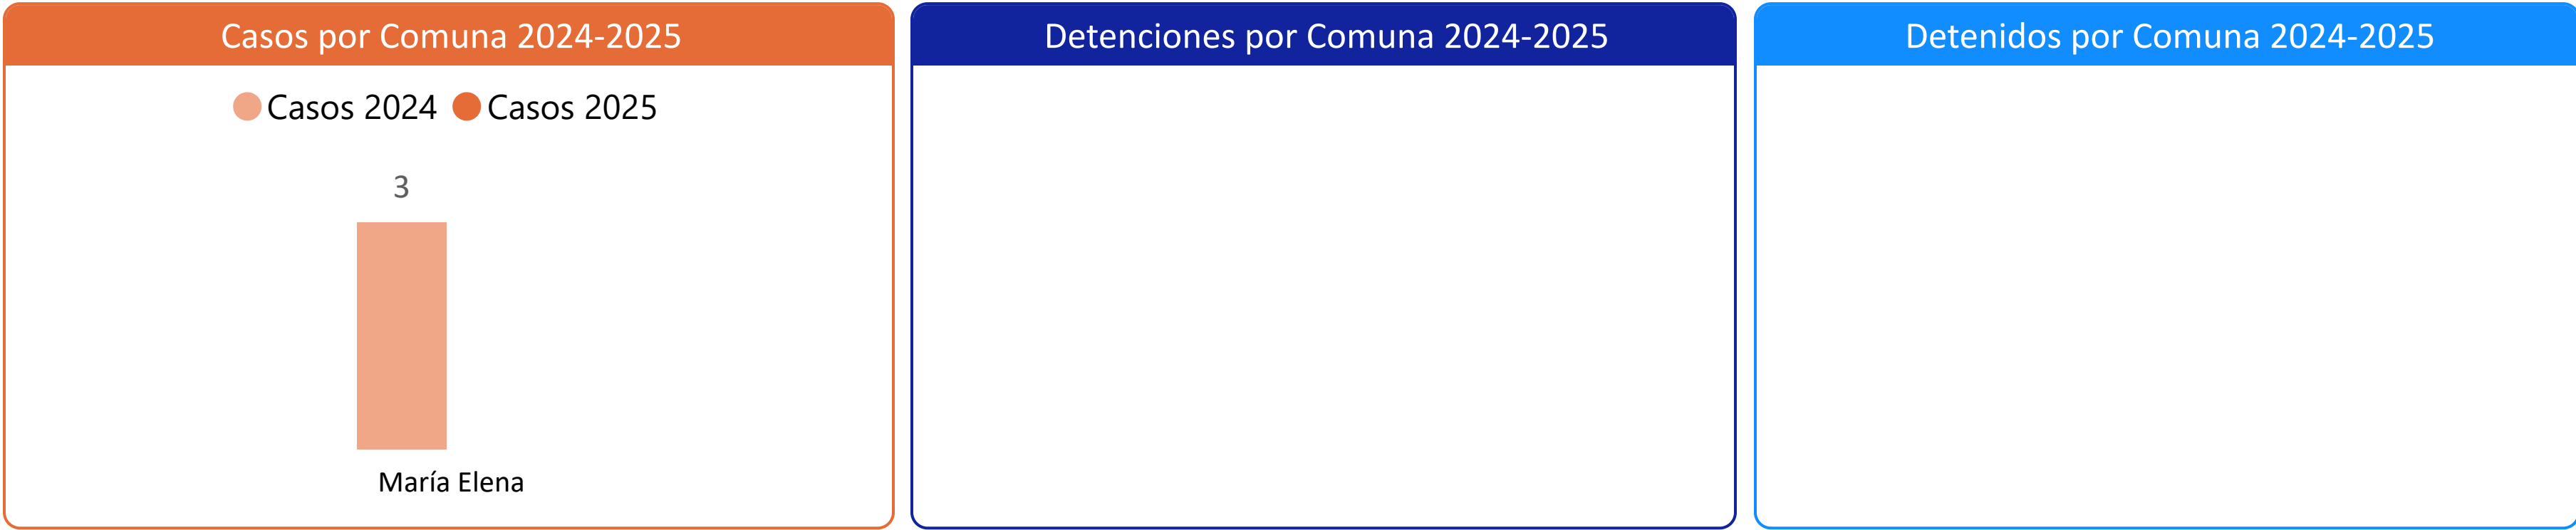 Casos por Comuna 2024-2025
Casos 2024 Casos 2025
3
María Elena
Detenciones por Comuna 2024-2025
Detenidos por Comuna 2024-2025